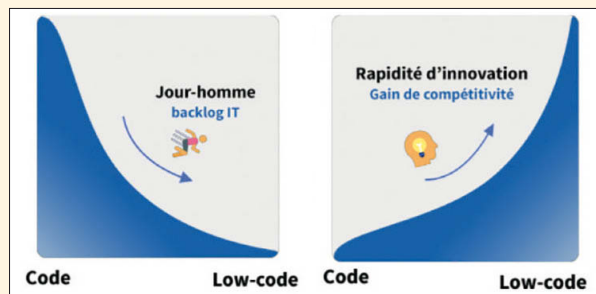 Jour-homme
backlog IT
Code
Low-code
Rapidité d’innovation
Gain de compétitivité
Code
Low-code